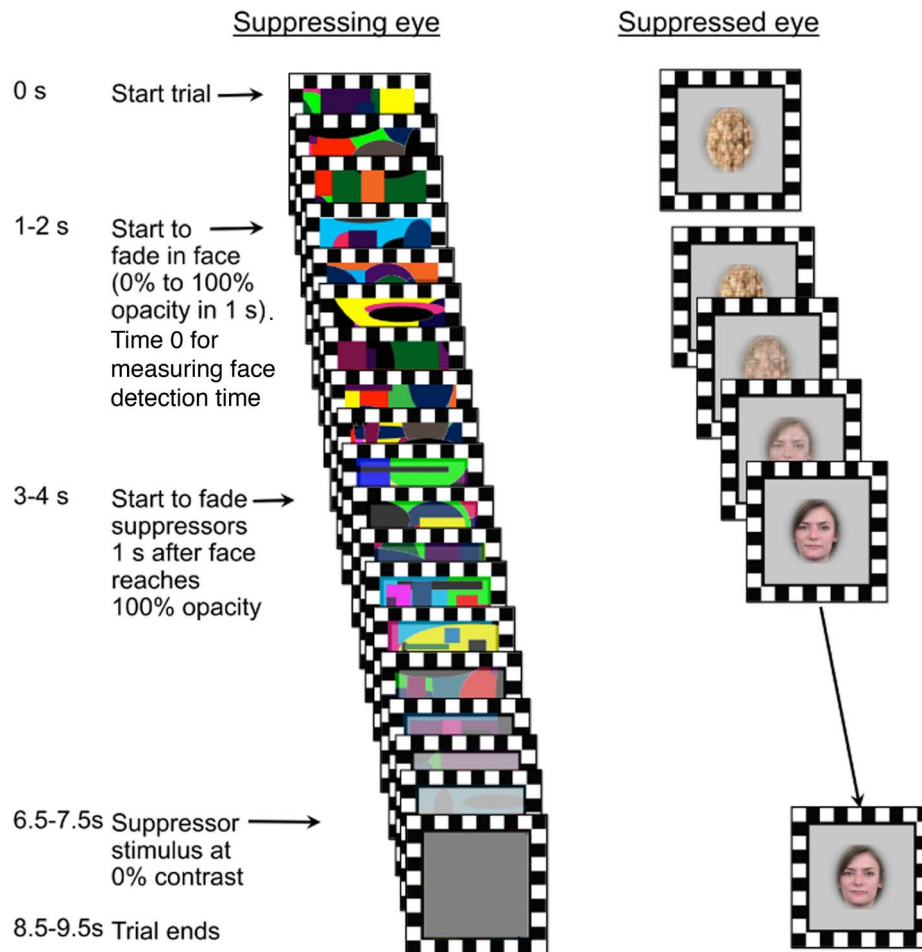 Suppressing eye
Suppressed eye
0 s
Start trial
1-2 s
Start to
fade in face
(0% to 100%
opacity in 1 s).
Time 0 for
measuring face
detection time
3-4 s
Start to fade
suppressors
1 s after face
reaches
100% opacity
6.5-7.5s
Suppressor
stimulus at
0% contrast
8.5-9.5s
Trial ends